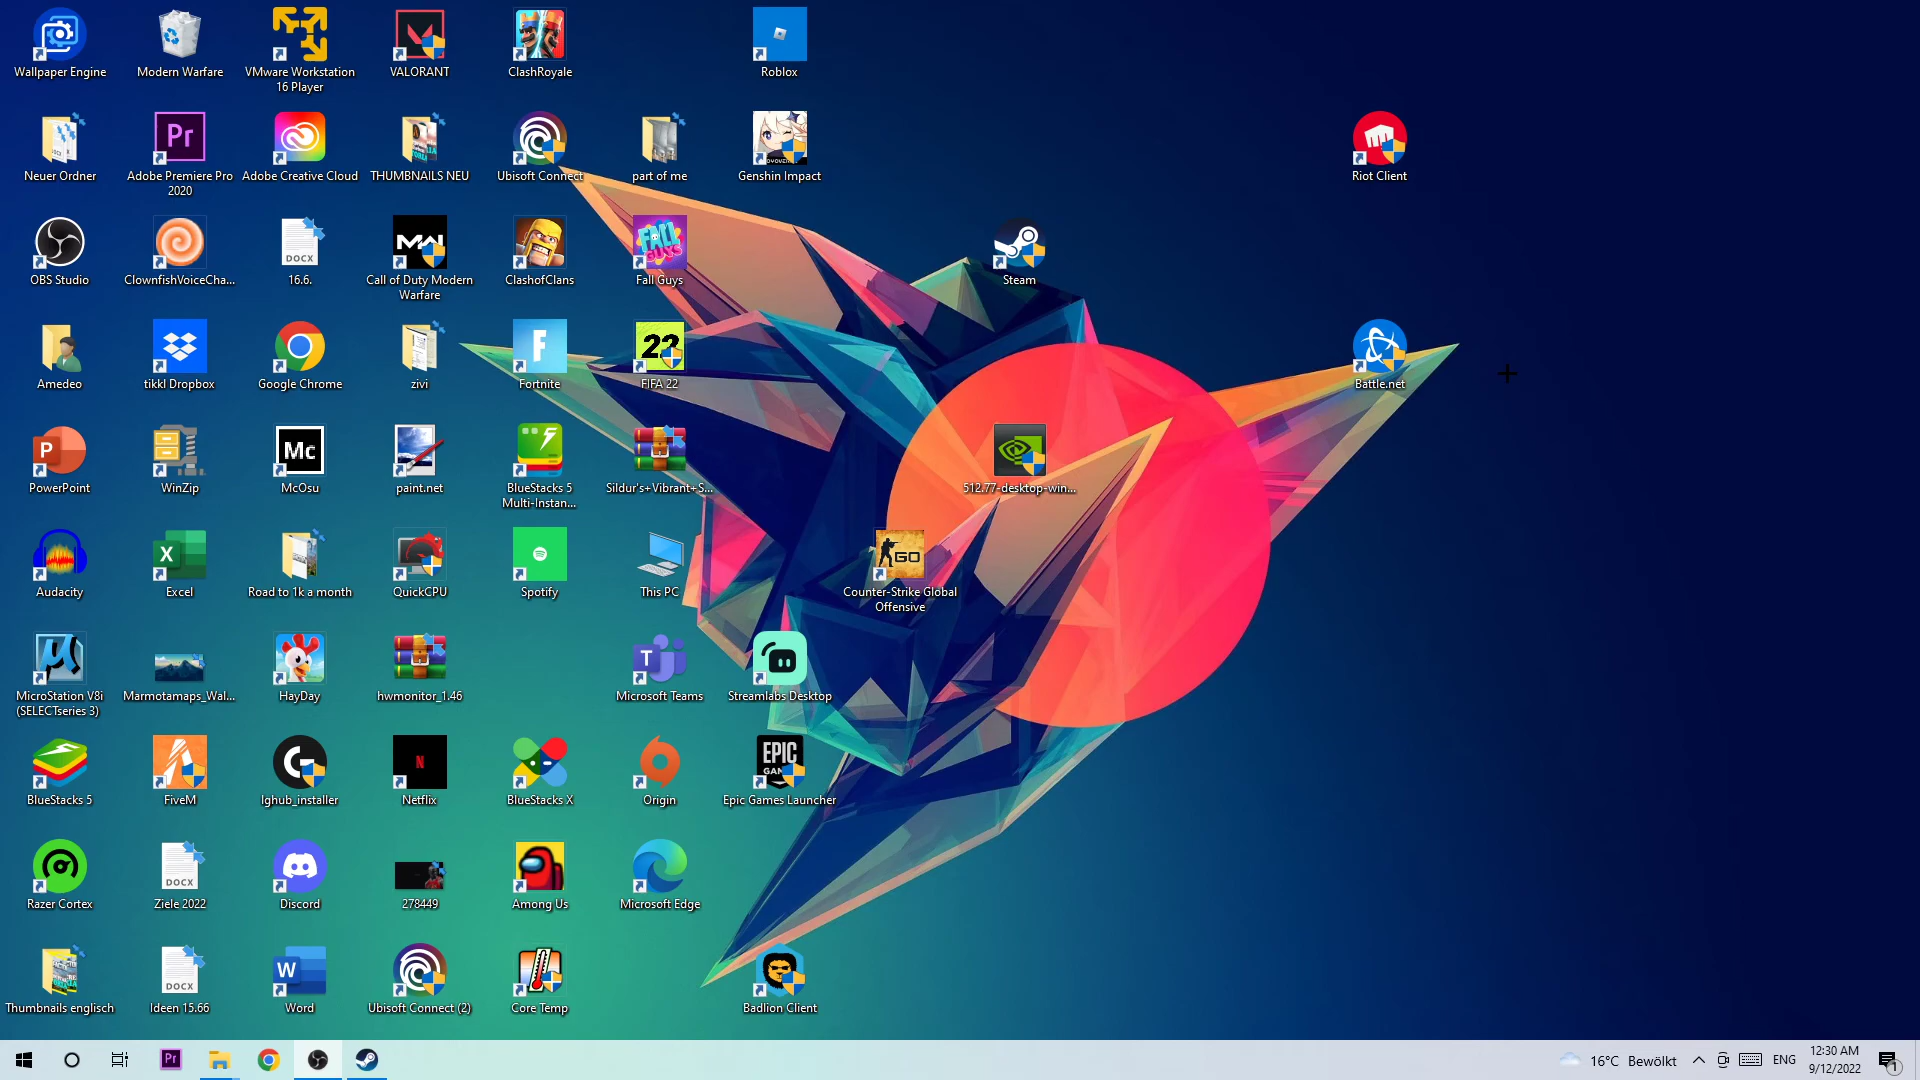 Wallpaper Engine
Modern Warfare
VMware Workstation
16 Player
VALORANT
ClashRoyale
Roblox
Neuer Ordner
Pr
Adobe Premiere Pro
2020
Adobe Creative Cloud
THUMBNAILS NEU
Ubisoft Connect
part of me
Genshin Impact
Riot Client
OBS Studio
ClownfishVoiceCha...
DOCX
16.6.
MW
Call of Duty Modern
Warfare
ClashofClans
FALL
GUYS
Fall Guys
Steam
Amedeo
tikkl Dropbox
Google Chrome
zivi
F
Fortnite
22
FIFA 22
Battle.net
P
PowerPoint
WinZip
Mc
McOsu
paint.net
BlueStacks 5
Multi-Instan...
Sildur's+Vibrant+S...
512.77-desktop-win...
Audacity
X
Excel
Road to 1k a month
QuickCPU
Spotify
This PC
GO
Counter-Strike Global
Offensive
MicroStation V8i
(SELECTseries 3)
Marmotamaps_Wal...
HayDay
hwmonitor_1.46
T
Microsoft Teams
Streamlabs Desktop
BlueStacks 5
FiveM
G
lghub_installer
N
Netflix
BlueStacks X
Origin
EPIC
Epic Games Launcher
Razer Cortex
DOCX
Ziele 2022
Discord
278449
Among Us
Microsoft Edge
Thumbnails englisch
DOCX
Ideen 15.66
W
Word
Ubisoft Connect (2)
Core Temp
Badlion Client
Pr
16°C Bewölkt
ENG
12:30 AM
9/12/2022
1